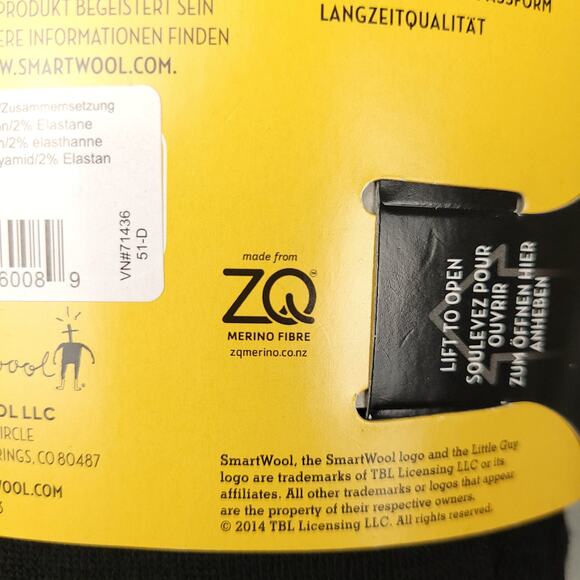 PRODUKT BEGEISTERT SEIN
ERE INFORMATIONEN FINDEN
W.SMARTWOOL.COM.
LANGZEITQUALITÄT
/Zusammensetzung
n/2% Elastane
n/2% elasthanne
yamid/2% Elastan
6008 9
VN#71436
51-D
made from
ZQ™
MERINO FIBRE
zqmerino.co.nz
LIFT TO OPEN
SOULEVEZ POUR
OUVRIR
ZUM ÖFFNEN HIER
ANHEBEN
wool
OL LLC
IRCLE
RINGS, CO 80487
WOOL.COM
SmartWool, the SmartWool logo and the Little Guy
logo are trademarks of TBL Licensing LLC or its
affiliates. All other trademarks or logos that appear
are the property of their respective owners.
© 2014 TBL Licensing LLC. All rights reserved.